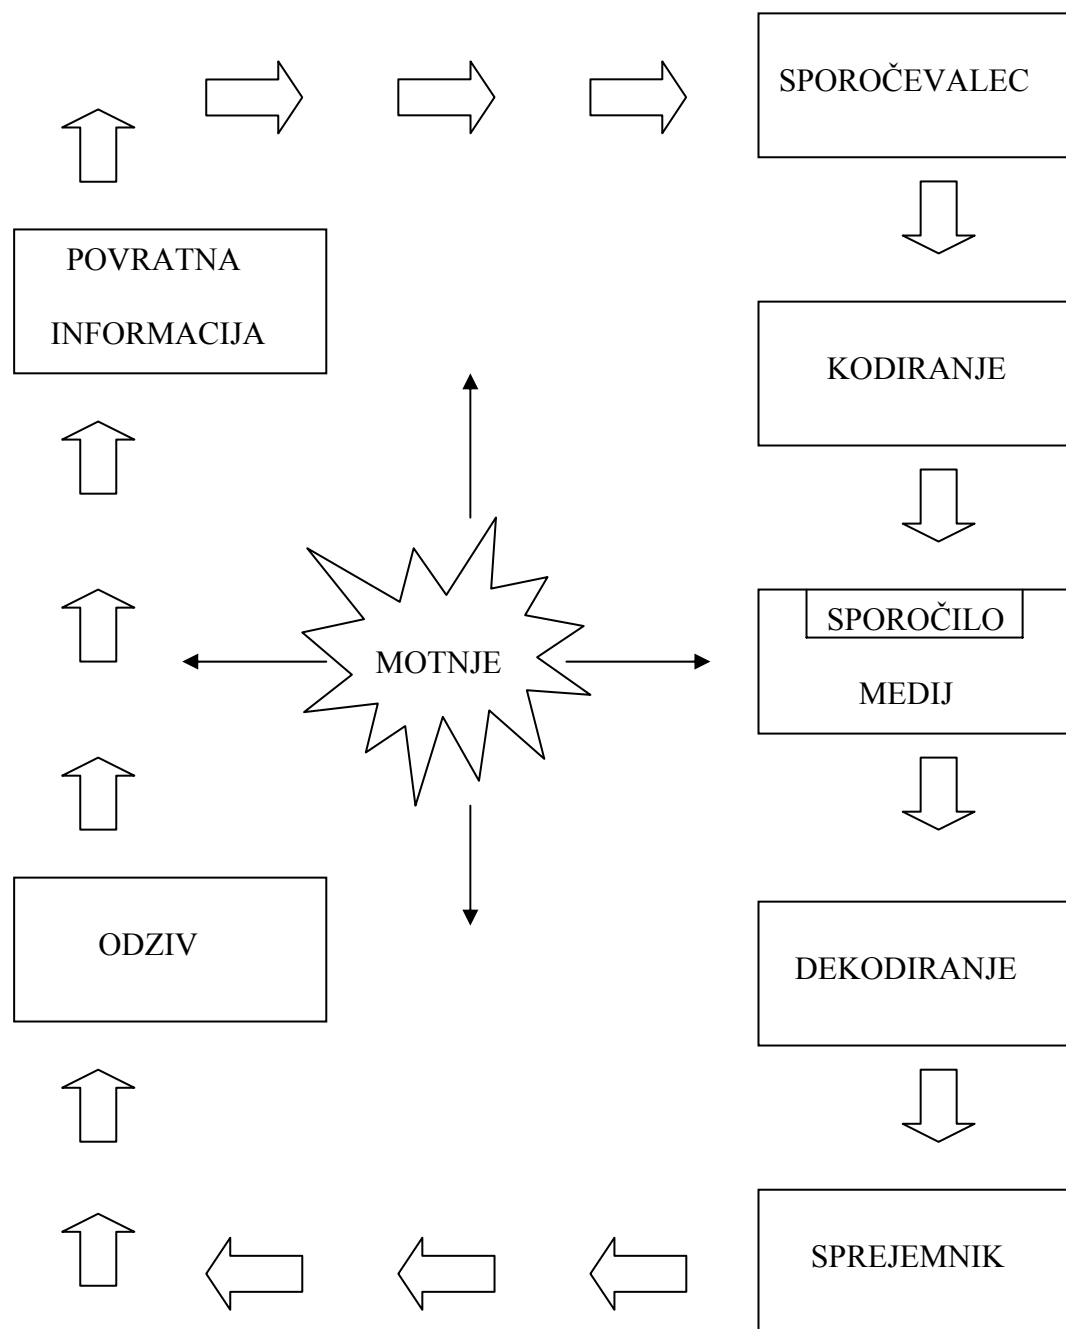 SPOROČEVALEC
POVRATNA
INFORMACIJA
KODIRANJE
SPOROČILO
MOTNJE
MEDIJ
ODZIV
DEKODIRANJE
SPREJEMNIK